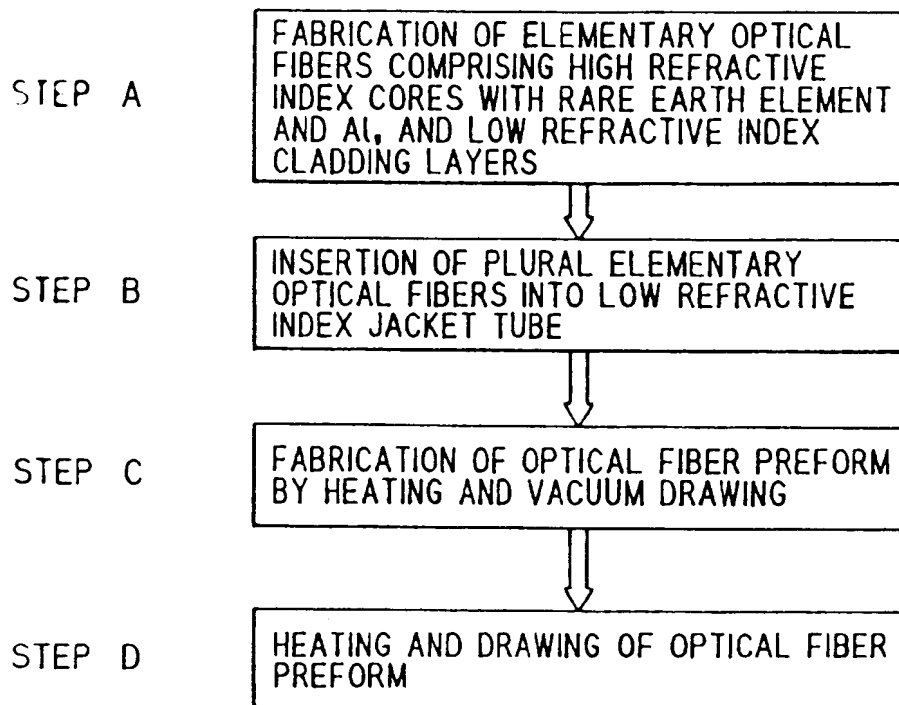 STEP A
FABRICATION OF ELEMENTARY OPTICAL
FIBERS COMPRISING HIGH REFRACTIVE
INDEX CORES WITH RARE EARTH ELEMENT
AND Al, AND LOW REFRACTIVE INDEX
CLADDING LAYERS
STEP B
INSERTION OF PLURAL ELEMENTARY
OPTICAL FIBERS INTO LOW REFRACTIVE
INDEX JACKET TUBE
STEP C
FABRICATION OF OPTICAL FIBER PREFORM
BY HEATING AND VACUUM DRAWING
STEP D
HEATING AND DRAWING OF OPTICAL FIBER
PREFORM